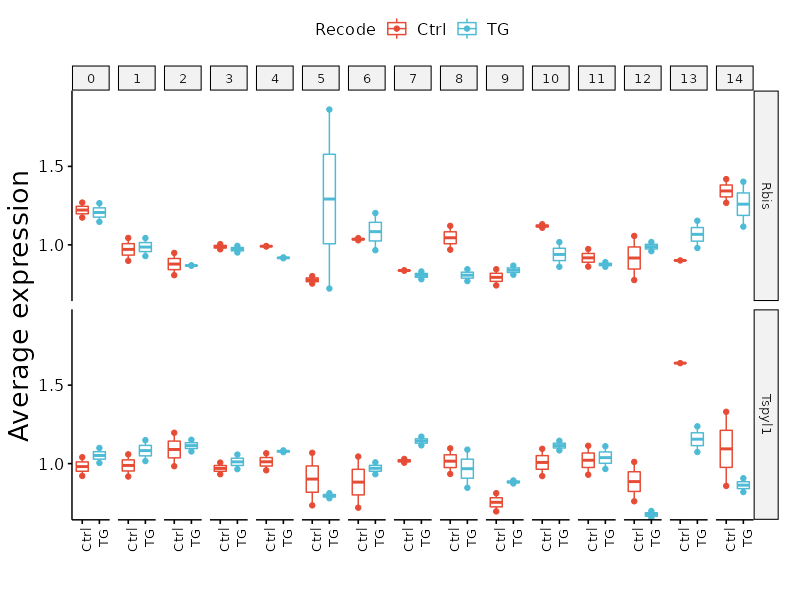 Recode Ctrl TG
0 1 2 3 4 5 6 7 8 9 10 11 12 13 14
Average expression
1.5
1.0
Rbis
1.5
1.0
Tspyl1
Ctrl TG Ctrl TG Ctrl TG Ctrl TG Ctrl TG Ctrl TG Ctrl TG Ctrl TG Ctrl TG Ctrl TG Ctrl TG Ctrl TG Ctrl TG Ctrl TG Ctrl TG